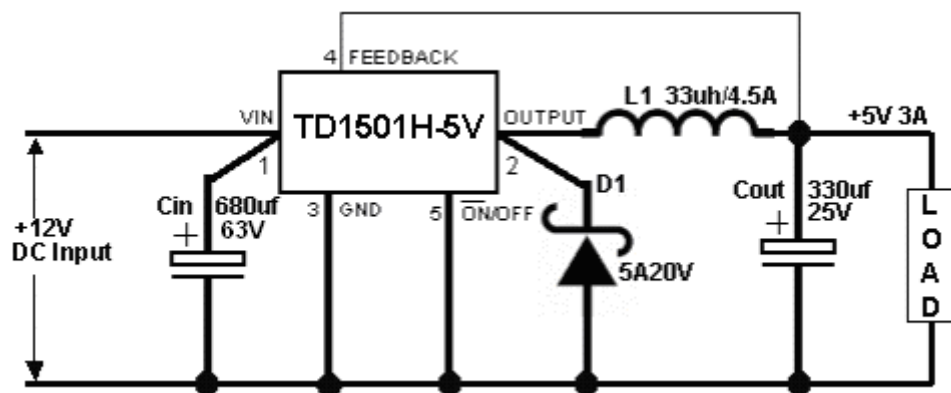 4 FEEDBACK
L1 33uh/4.5A
VIN
TD1501H-5V
OUTPUT
+5V 3A
1
2
D1
Cin 680uf
63V
3 GND
5 ON/OFF
Cout 330uf
25V
+12V
DC Input
+
+
5A20V
LOAD